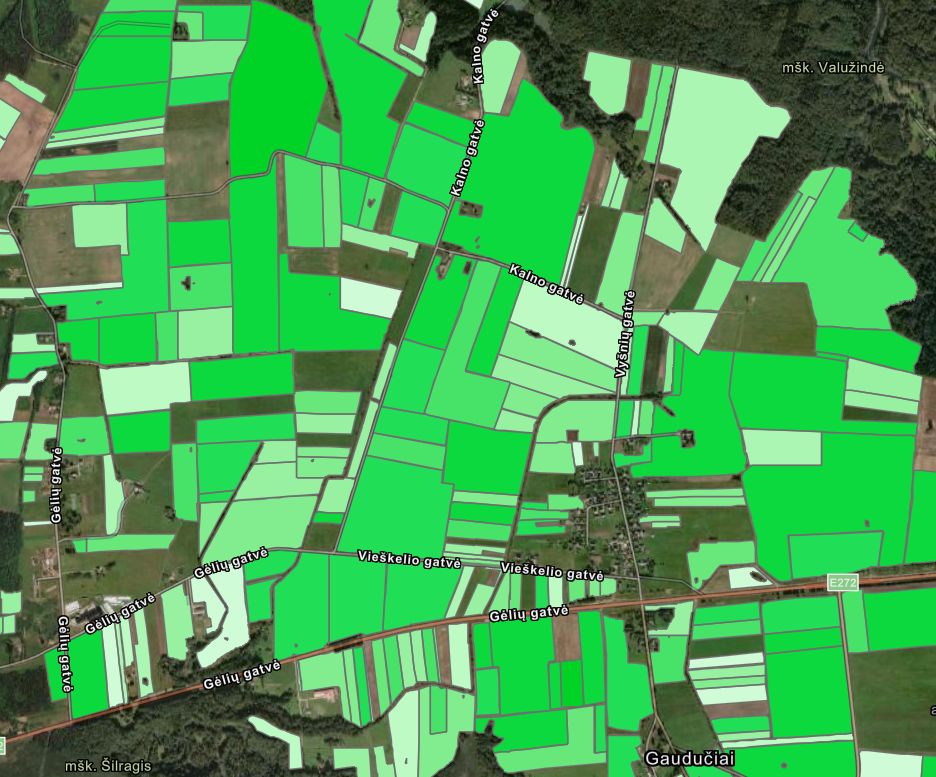 Kalno gatvė
mšk. Valužindė
Kalno gatvė
Kalno gatvė
Vyšnių gatvė
Gėlių gatvė
Vieškelio gatvė
Gėlių gatvė
Vieškelio gatvė
E272
Gėlių gatvė
Gėlių gatvė
Gėlių gatvė
Gėlių gatvė
mšk. Šilragis
Gaudučiai